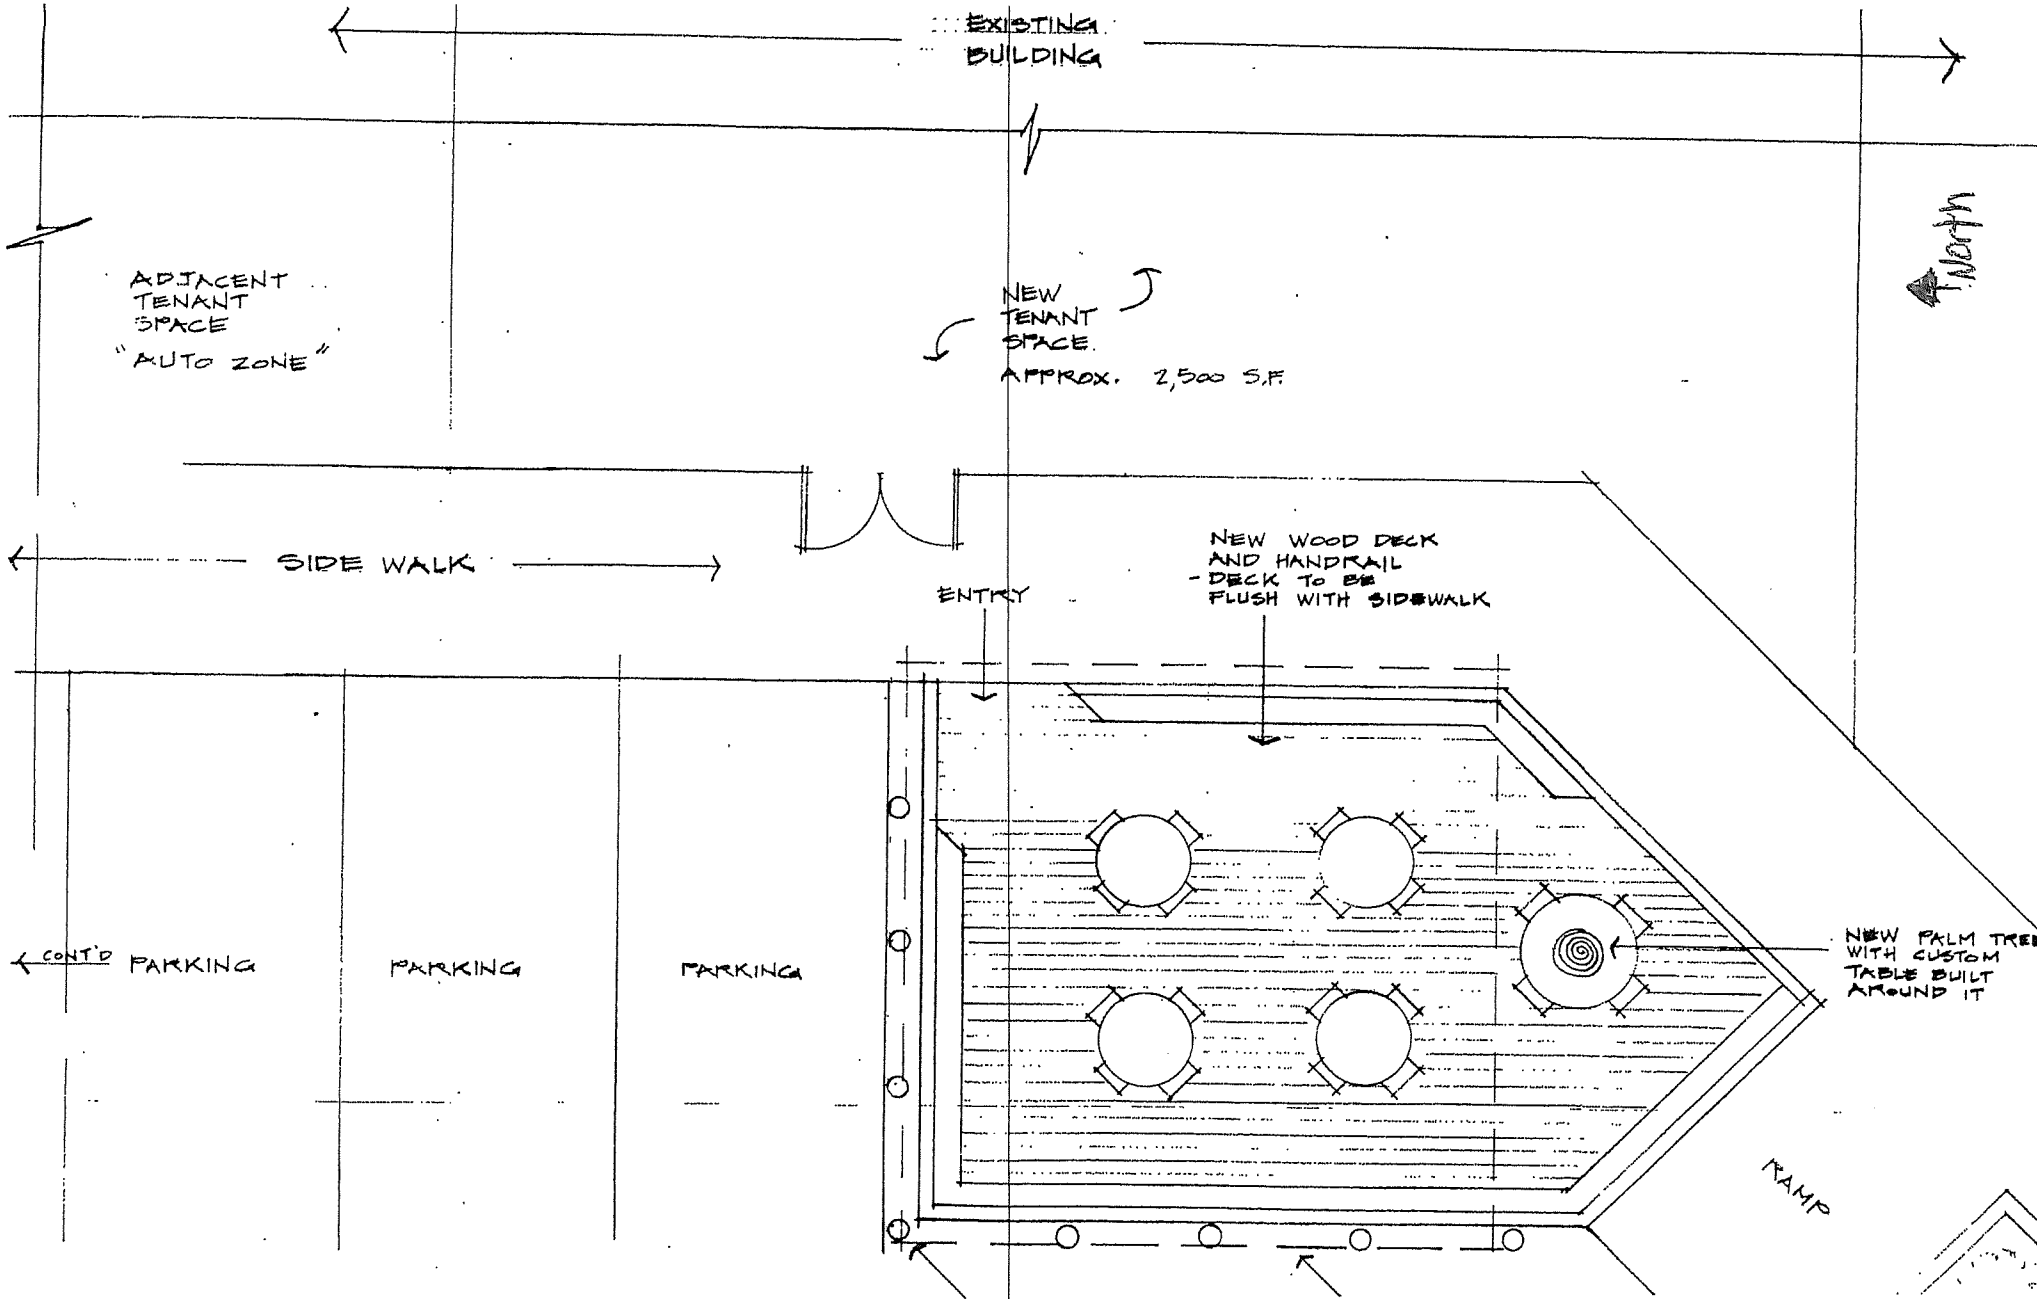 EXISTING
BUILDING
North
ADJACENT
TENANT
SPACE
"AUTO ZONE"
NEW
TENANT
SPACE.
APPROX. 2,500 S.F.
SIDE WALK
ENTRY
NEW WOOD DECK
AND HANDRAIL
- DECK TO BE
FLUSH WITH SIDEWALK
CONT'D PARKING
PARKING
PARKING
NEW PALM TREE
WITH CUSTOM
TABLE BUILT
AROUND IT
RAMP